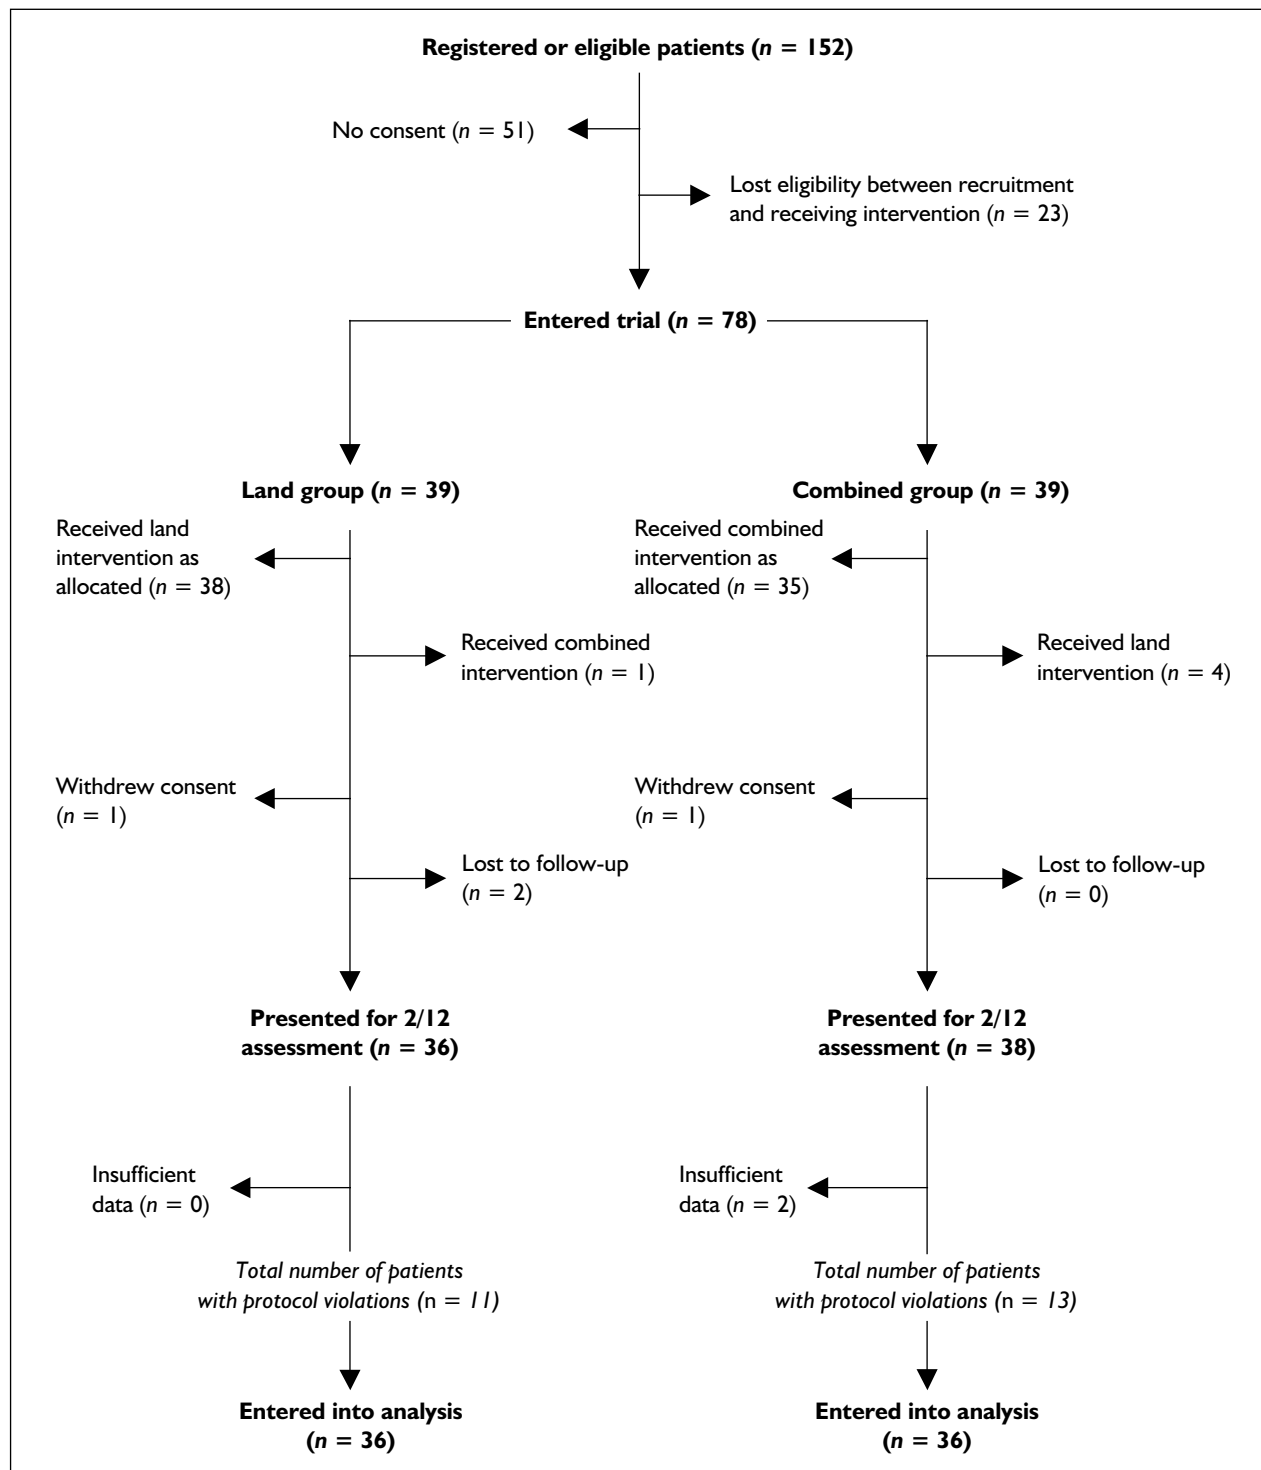 Registered or eligible patients (n = 152)
No consent (n = 51)
Lost eligibility between recruitment
and receiving intervention (n = 23)
Entered trial (n = 78)
Land group (n = 39)
Received land
intervention as
allocated (n = 38)
Received combined
intervention (n = 1)
Withdrew consent
(n = 1)
Lost to follow-up
(n = 2)
Presented for 2/12
assessment (n = 36)
Insufficient
data (n = 0)
Total number of patients
with protocol violations (n = 11)
Entered into analysis
(n = 36)
Combined group (n = 39)
Received combined
intervention as
allocated (n = 35)
Received land
intervention (n = 4)
Withdrew consent
(n = 1)
Lost to follow-up
(n = 0)
Presented for 2/12
assessment (n = 38)
Insufficient
data (n = 2)
Total number of patients
with protocol violations (n = 13)
Entered into analysis
(n = 36)